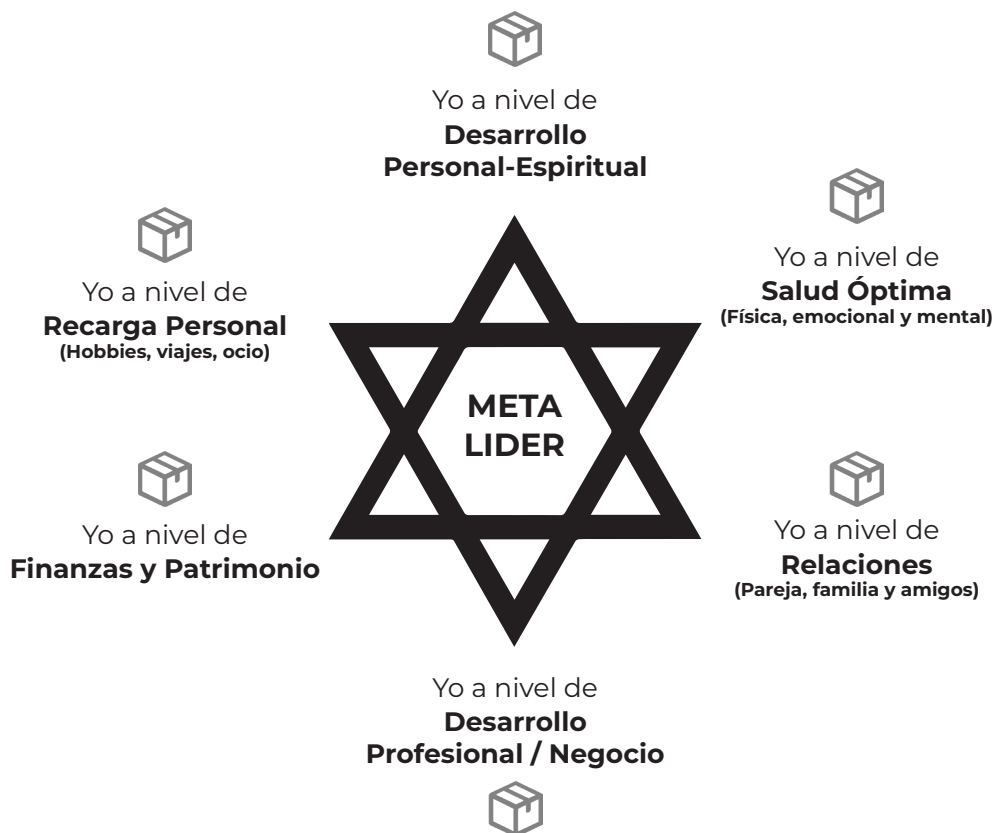 Yo a nivel de
Desarrollo
Personal-Espiritual
Yo a nivel de
Salud Óptima
(Física, emocional y mental)
Yo a nivel de
Recarga Personal
(Hobbies, viajes, ocio)
META
LIDER
Yo a nivel de
Finanzas y Patrimonio
Yo a nivel de
Relaciones
(Pareja, familia y amigos)
Yo a nivel de
Desarrollo
Profesional / Negocio